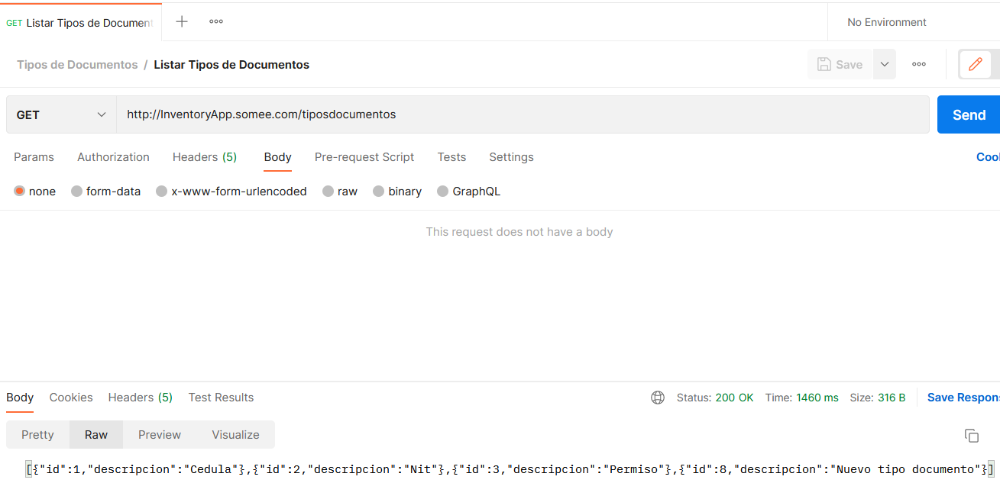 GET Listar Tipos de Documen
No Environment
Tipos de Documentos / Listar Tipos de Documentos
Save
GET
http://InventoryApp.somee.com/tiposdocumentos
Send
Params Authorization Headers (5) Body Pre-request Script Tests Settings Cool
none form-data x-www-form-urlencoded raw binary GraphQL
This request does not have a body
Body Cookies Headers (5) Test Results Status: 200 OK Time: 1460 ms Size: 316 B Save Respon
Pretty Raw Preview Visualize
[{"id":1,"descripcion":"Cedula"},{"id":2,"descripcion":"Nit"},{"id":3,"descripcion":"Permiso"},{"id":8,"descripcion":"Nuevo tipo documento"}]